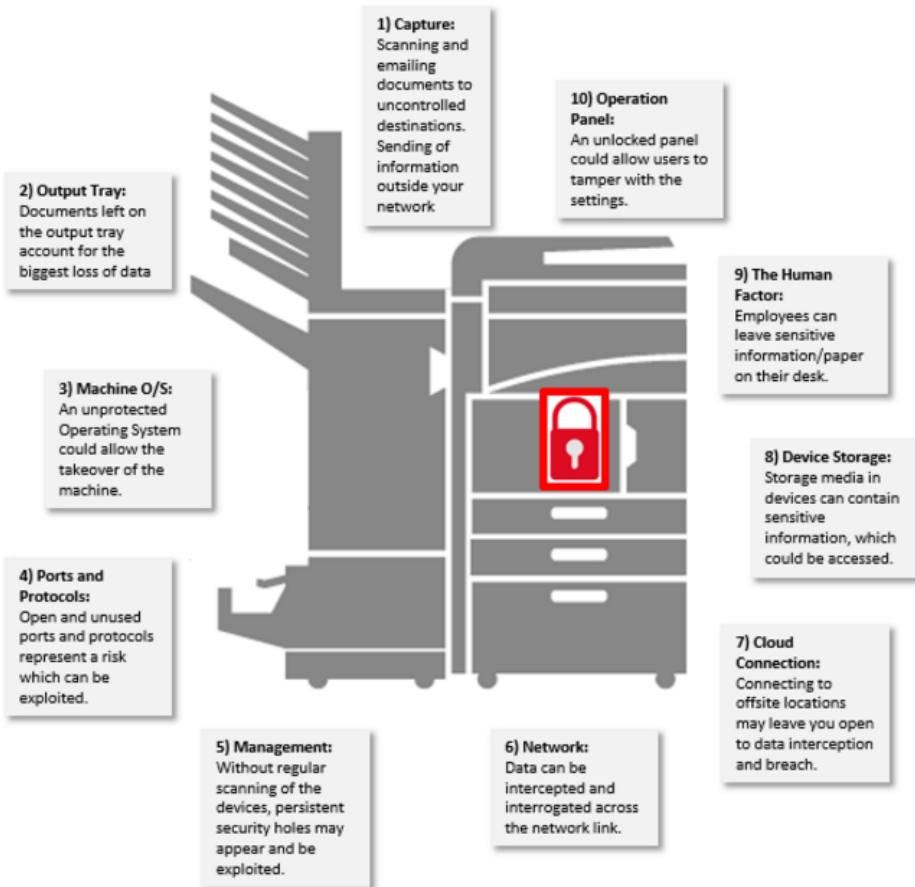 1) Capture:
Scanning and
emailing
documents to
uncontrolled
destinations.
Sending of
information
outside your
network
2) Output Tray:
Documents left on
the output tray
account for the
biggest loss of data
3) Machine O/S:
An unprotected
Operating System
could allow the
takeover of the
machine.
4) Ports and
Protocols:
Open and unused
ports and protocols
represent a risk
which can be
exploited.
5) Management:
Without regular
scanning of the
devices, persistent
security holes may
appear and be
exploited.
6) Network:
Data can be
intercepted and
interrogated across
the network link.
7) Cloud
Connection:
Connecting to
offsite locations
may leave you open
to data interception
and breach.
8) Device Storage:
Storage media in
devices can contain
sensitive
information, which
could be accessed.
9) The Human
Factor:
Employees can
leave sensitive
information/paper
on their desk.
10) Operation
Panel:
An unlocked panel
could allow users to
tamper with the
settings.